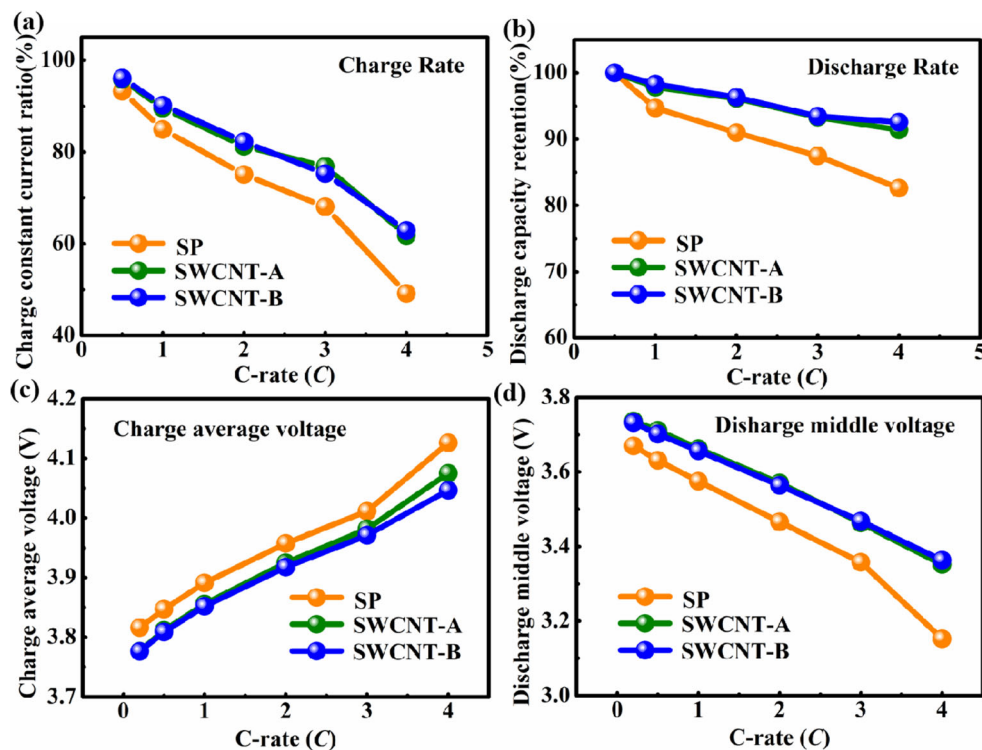 (a)
Charge Rate
Charge constant current ratio(%)
100
80
60
40
SP
SWCNT-A
SWCNT-B
0 1 2 3 4 5
C-rate (C)
(b)
Discharge Rate
Discharge capacity retention(%)
100
90
80
70
60
SP
SWCNT-A
SWCNT-B
0 1 2 3 4 5
C-rate (C)
(c)
Charge average voltage
Charge average voltage (V)
4.2
4.1
4.0
3.9
3.8
3.7
SP
SWCNT-A
SWCNT-B
0 1 2 3 4
C-rate (C)
(d)
Disharge middle voltage
Discharge middle voltage (V)
3.8
3.6
3.4
3.2
3.0
SP
SWCNT-A
SWCNT-B
0 1 2 3 4
C-rate (C)